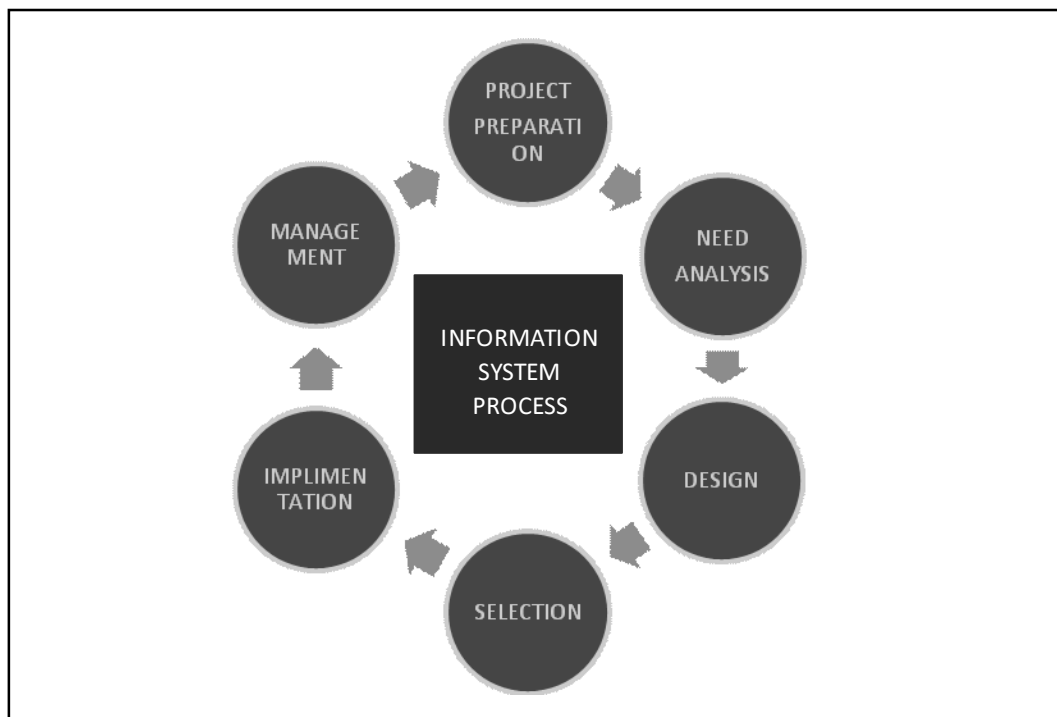 PROJECT
PREPARATI
ON
NEED
ANALYSIS
DESIGN
SELECTION
IMPLIMEN
TATION
MANAGE
MENT
INFORMATION
SYSTEM
PROCESS